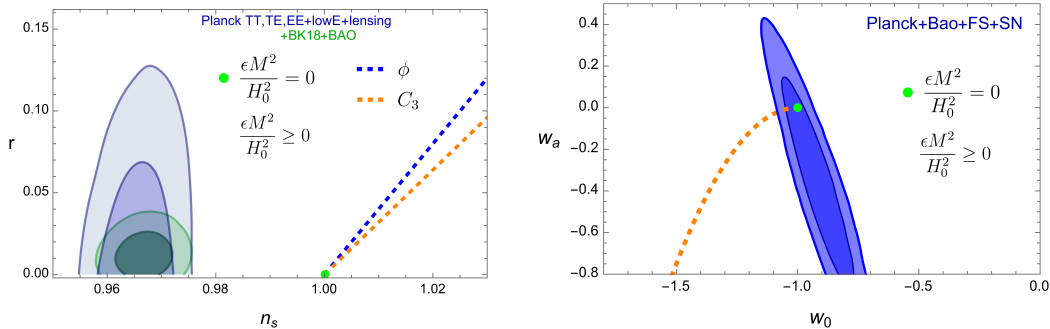 Planck TT,TE,EE+lowE+lensing
+BK18+BAO
ϵM²/H₀² = 0
ϵM²/H₀² ≥ 0
ϕ
C₃
r
0.15
0.10
0.05
0.00
0.96
0.98
1.00
1.02
nₛ
Planck+Bao+FS+SN
ϵM²/H₀² = 0
ϵM²/H₀² ≥ 0
wₐ
0.4
0.2
0.0
−0.2
−0.4
−0.6
−0.8
−1.5
−1.0
−0.5
0.0
w₀